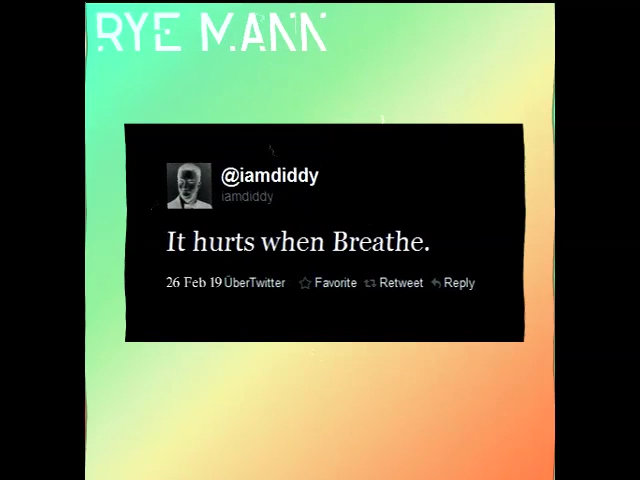 RYE MANN
@iamdiddy
iamdiddy
It hurts when Breathe.
26 Feb 19 ÜberTwitter Favorite Retweet Reply